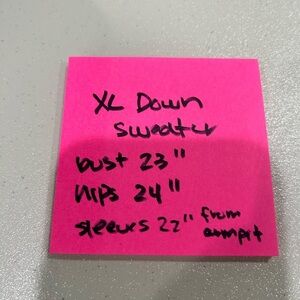 XL Down
Sweater
bust 23"
hips 24"
sleeves 22" from
armpit